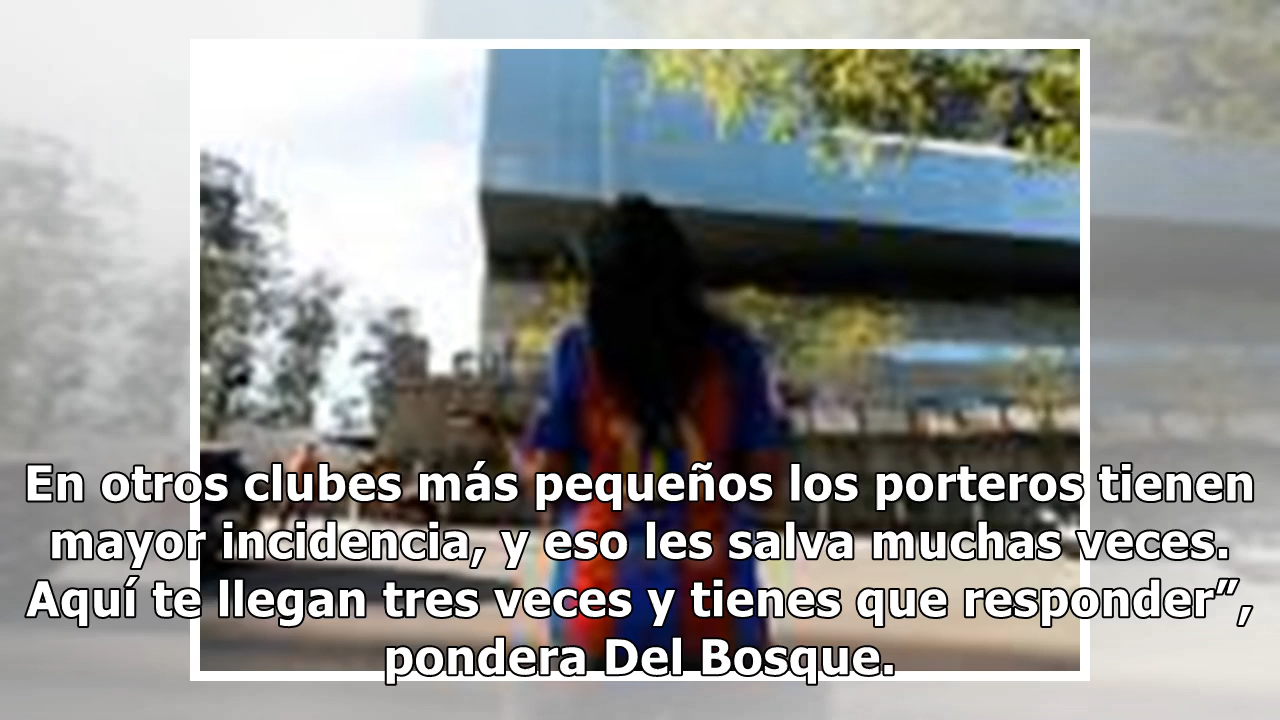 En otros clubes más pequeños los porteros tienen
mayor incidencia, y eso les salva muchas veces.
Aquí te llegan tres veces y tienes que responder”,
pondera Del Bosque.